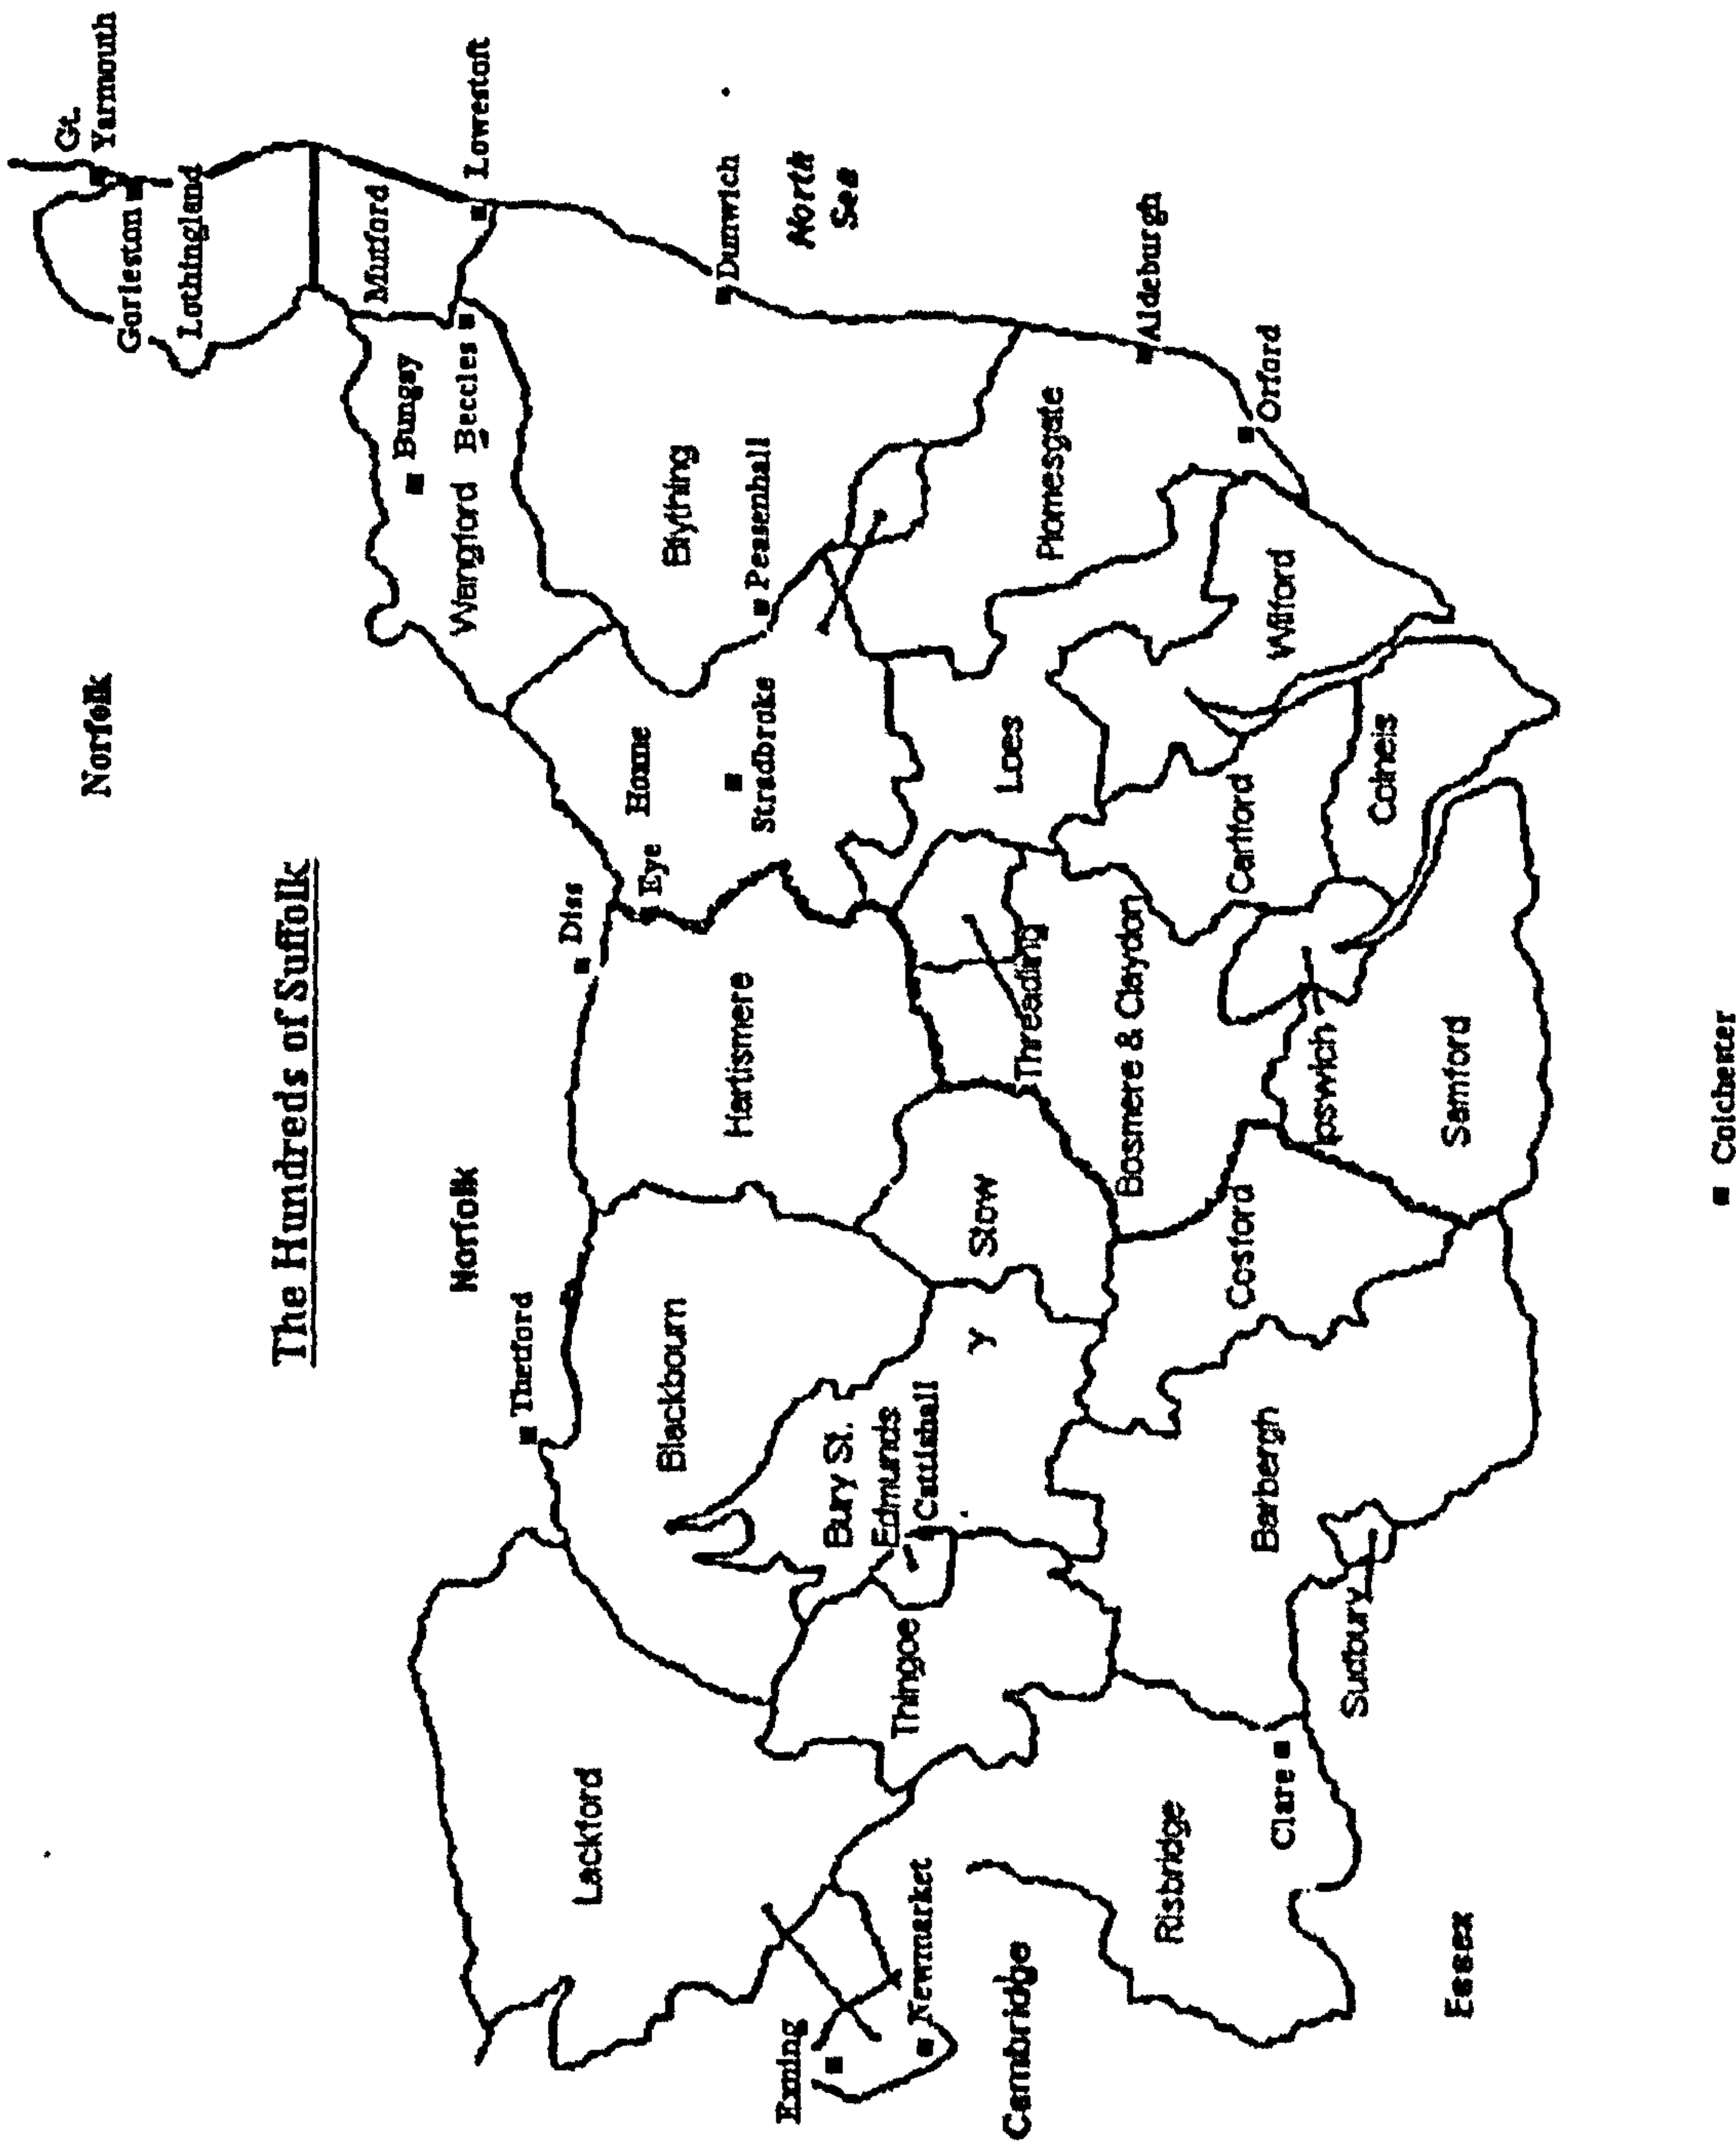 The Hundreds of Suffolk
Norfolk
Gt.
Yarmouth
Gorleston
Lothingland
Mutford
Lowestoft
Bungay
Wangford
Beccles
Norfolk
Thetford
Diss
Eye
Hoxne
Blything
Dunwich
North
Sea
Lackford
Blackbourn
Hartismere
Stradbroke
Peasenhall
Exning
Newmarket
Bury St.
Edmunds
Cattishall
Thingoe
Y
Stow
Threading
Loes
Plomesgate
Aldeburgh
Orford
Cambridge
Risbridge
Clare
Barbergh
Cosford
Bosmere & Claydon
Carlford
Wilford
Ipswich
Colneis
Sudbury
Samford
Essex
Colchester